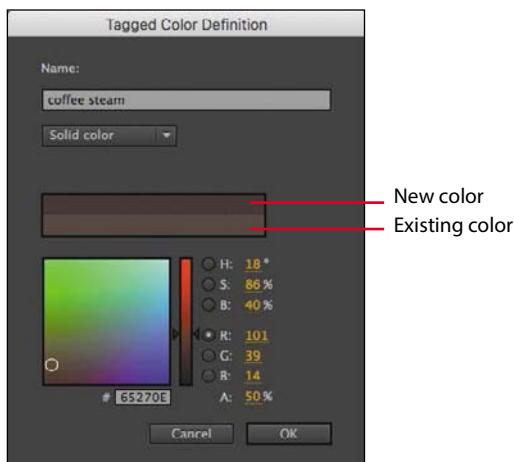 Tagged Color Definition
Name:
coffee steam
Solid color
New color
Existing color
H: 18 °
S: 86 %
B: 40 %
R: 101
G: 39
B: 14
# 65270E
A: 50 %
Cancel
OK